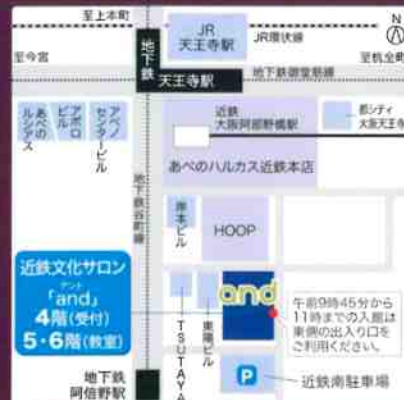 至上本町
JR
天王寺駅
JR環状線
N
至今宮
地下鉄
天王寺駅
地下鉄御堂筋線
至杭全町
あべの
ルシアス
アポロ
ビル
アベノ
センタービル
近鉄
大阪阿部野橋駅
都シティ
大阪天王寺
あべのハルカス近鉄本店
地下鉄谷町線
岸本ビル
HOOP
近鉄文化サロン
アンド
「and」
4階(受付)
5・6階(教室)
and
午前9時45分から
11時までの入館は
東側の出入り口を
ご利用ください。
TSUTAYA
東陽ビル
P
近鉄南駐車場
地下鉄
阿倍野駅